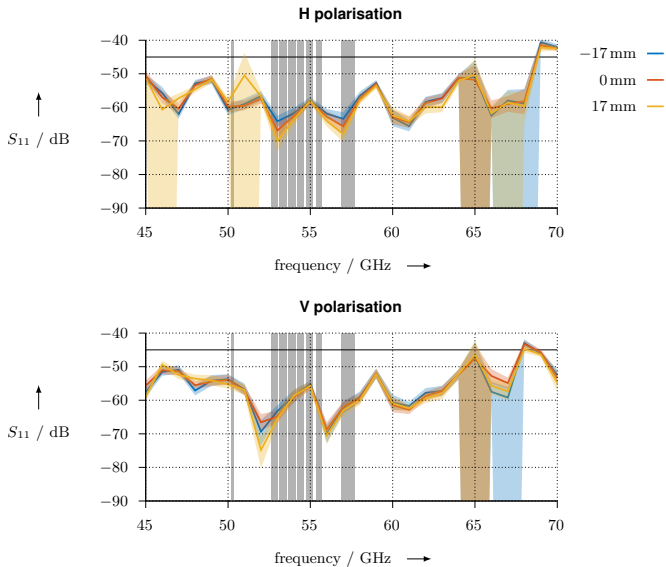 H polarisation
−40
−50
−60
−70
−80
−90
S11 / dB
45 50 55 60 65 70
frequency / GHz
−17 mm
0 mm
17 mm
V polarisation
−40
−50
−60
−70
−80
−90
S11 / dB
45 50 55 60 65 70
frequency / GHz